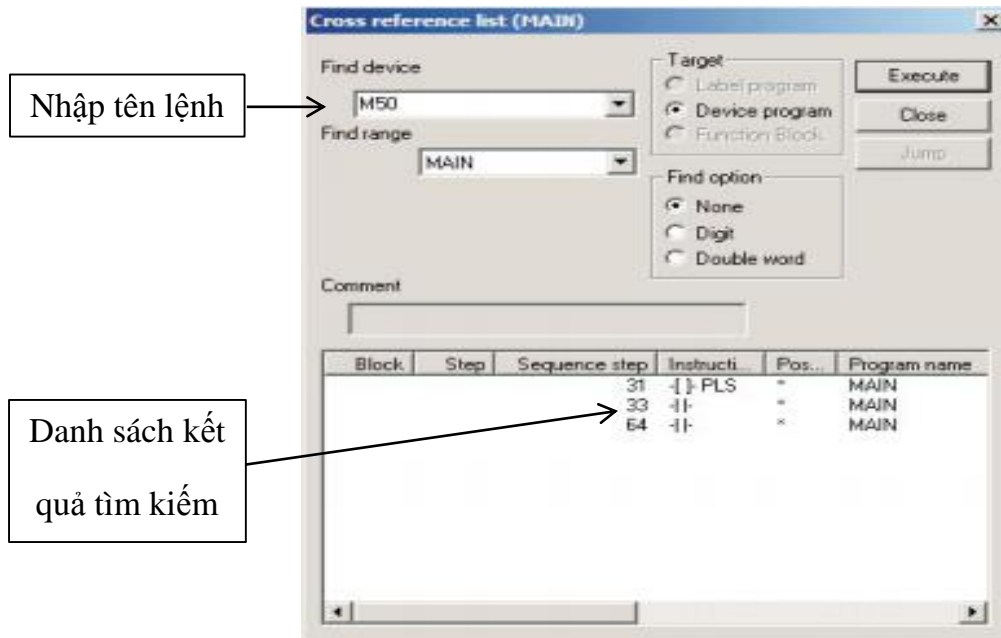 Cross reference list (MAIN)
Find device
M50
Find range
MAIN
Target
Label program
Device program
Function Block
Find option
None
Digit
Double word
Execute
Close
Jump
Comment
Block Step Sequence step Instructi... Pos... Program name
31 -[ ]- PLS * MAIN
33 -| |- * MAIN
64 -| |- * MAIN
Nhập tên lệnh
Danh sách kết
quả tìm kiếm